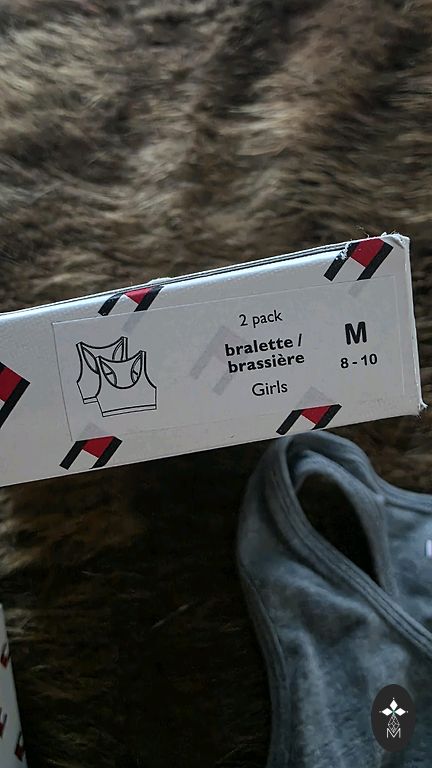 2 pack
bralette /
brassière
Girls
M
8 - 10
M